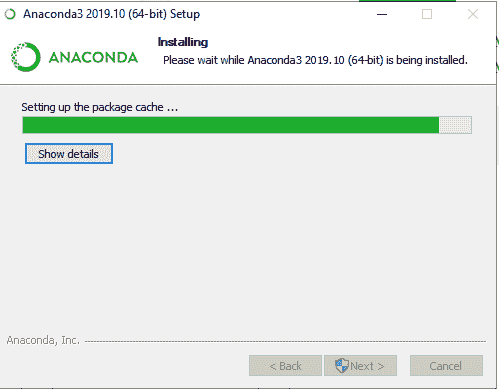 Anaconda3 2019.10 (64-bit) Setup
ANACONDA
Installing
Please wait while Anaconda3 2019.10 (64-bit) is being installed.
Setting up the package cache ...
Show details
Anaconda, Inc.
< Back
Next >
Cancel